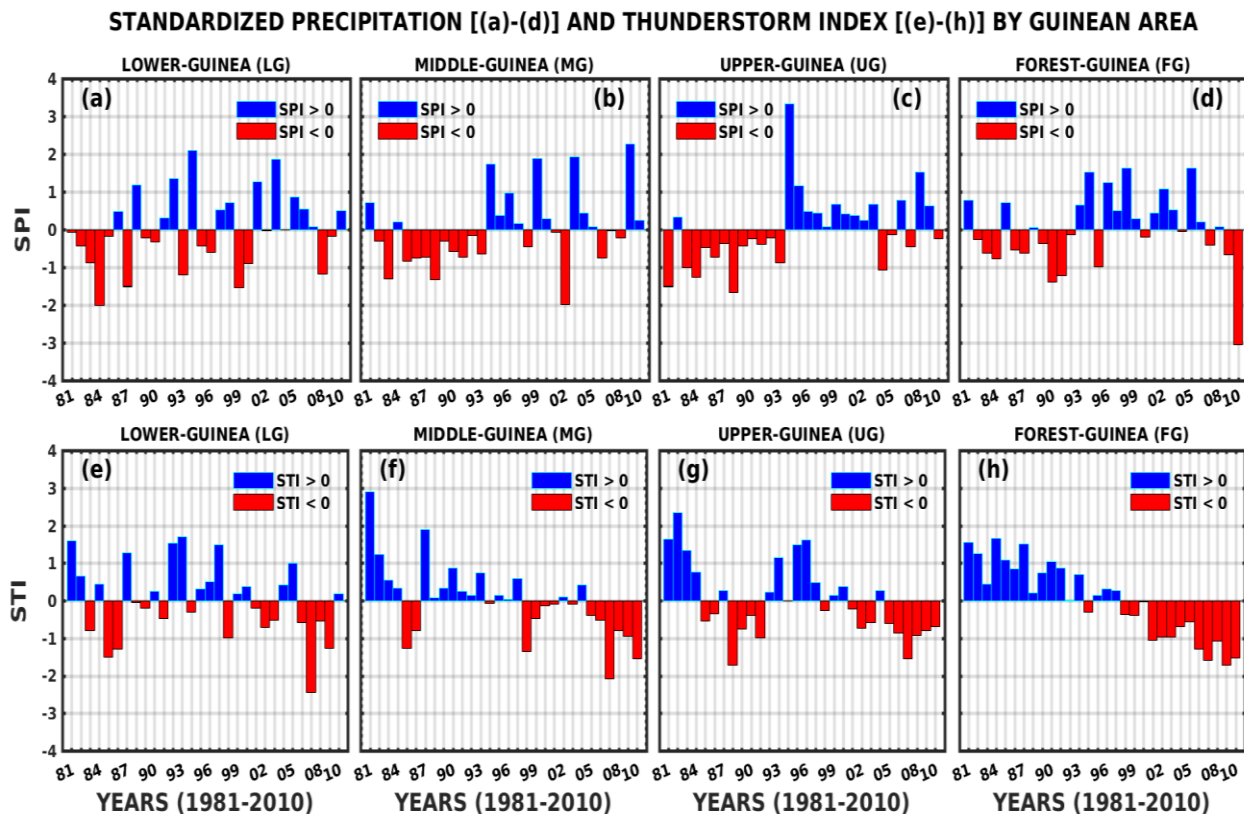 STANDARDIZED PRECIPITATION [(a)-(d)] AND THUNDERSTORM INDEX [(e)-(h)] BY GUINEAN AREA
LOWER-GUINEA (LG)
MIDDLE-GUINEA (MG)
UPPER-GUINEA (UG)
FOREST-GUINEA (FG)
(a)
SPI > 0
SPI < 0
(b)
SPI > 0
SPI < 0
(c)
SPI > 0
SPI < 0
(d)
SPI > 0
SPI < 0
SPI
4
3
2
1
0
-1
-2
-3
-4
81 84 87 90 93 96 99 02 05 08 10
81 84 87 90 93 96 99 02 05 08 10
81 84 87 90 93 96 99 02 05 08 10
81 84 87 90 93 96 99 02 05 08 10
LOWER-GUINEA (LG)
MIDDLE-GUINEA (MG)
UPPER-GUINEA (UG)
FOREST-GUINEA (FG)
(e)
STI > 0
STI < 0
(f)
STI > 0
STI < 0
(g)
STI > 0
STI < 0
(h)
STI > 0
STI < 0
STI
4
3
2
1
0
-1
-2
-3
-4
81 84 87 90 93 96 99 02 05 08 10
81 84 87 90 93 96 99 02 05 08 10
81 84 87 90 93 96 99 02 05 08 10
81 84 87 90 93 96 99 02 05 08 10
YEARS (1981-2010)
YEARS (1981-2010)
YEARS (1981-2010)
YEARS (1981-2010)